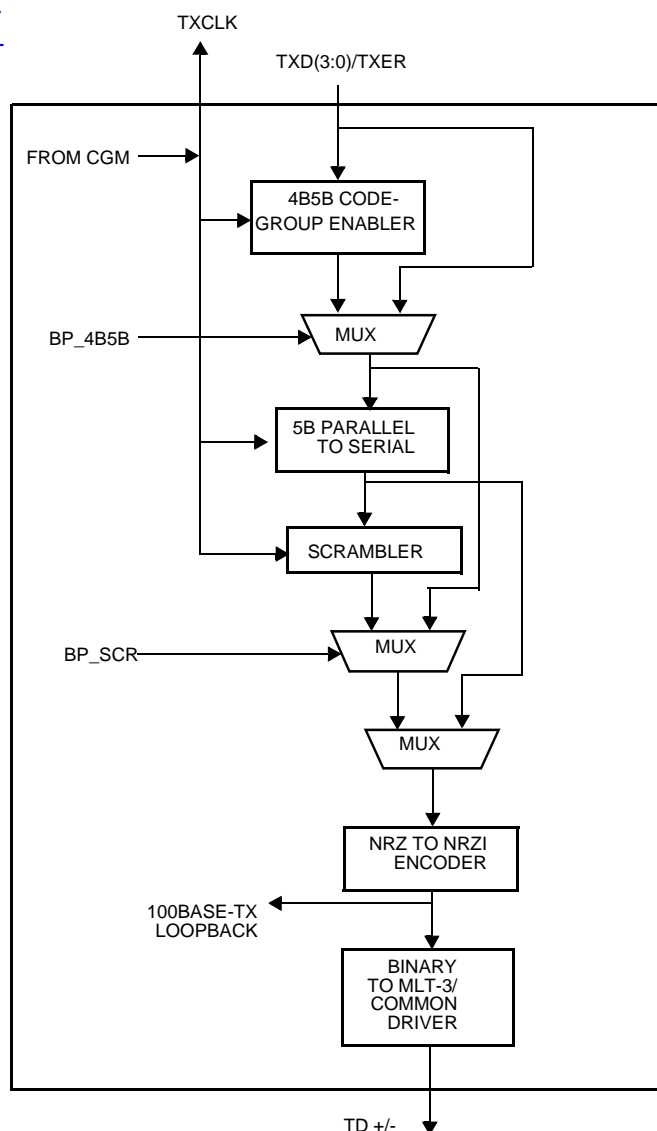 TXCLK
TXD(3:0)/TXER
FROM CGM
4B5B CODE-
GROUP ENABLER
BP_4B5B
MUX
5B PARALLEL
TO SERIAL
SCRAMBLER
BP_SCR
MUX
MUX
NRZ TO NRZI
ENCODER
100BASE-TX
LOOPBACK
BINARY
TO MLT-3/
COMMON
DRIVER
TD +/-